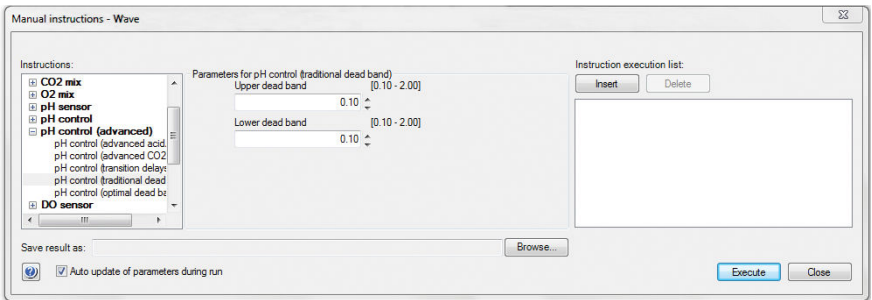 Manual instructions - Wave
Instructions:
CO2 mix
O2 mix
pH sensor
pH control
pH control (advanced)
pH control (advanced acid.
pH control (advanced CO2
pH control (transition delays
pH control (traditional dead
pH control (optimal dead ba
DO sensor
Parameters for pH control (traditional dead band)
Upper dead band [0.10 - 2.00]
0.10
Lower dead band [0.10 - 2.00]
0.10
Instruction execution list:
Insert Delete
Save result as: Browse...
Auto update of parameters during run
Execute Close